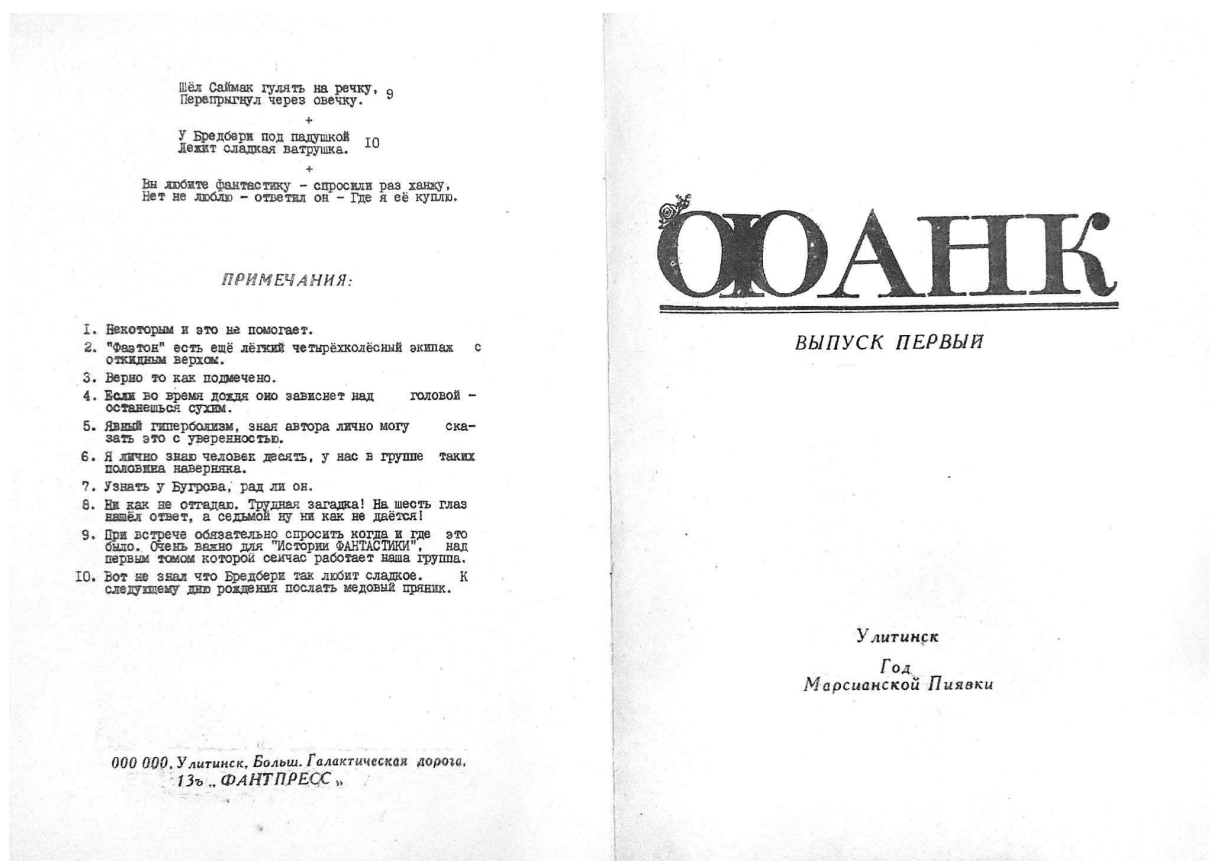 Шёл Саймак гулять на речку,
Перепрыгнул через овечку. 9
+
У Бредбери под падушкой
Лежит сладкая ватрушка. 10
+
Вы любите фантастику - спросили раз ханжу,
Нет не люблю - ответил он - Где я её куплю.
ПРИМЕЧАНИЯ:
1. Некоторым и это не помогает.
2. "Фаэтон" есть ещё лёгкий четырёхколёсный экипаж с
откидным верхом.
3. Верно то как подмечено.
4. Если во время дождя оно зависнет над головой -
останешься сухим.
5. Явный гиперболизм, зная автора лично могу ска-
зать это с уверенностью.
6. Я лично знаю человек десять, у нас в группе таких
половина наверняка.
7. Узнать у Бугрова, рад ли он.
8. Ни как не отгадаю. Трудная загадка! На шесть глаз
нашёл ответ, а седьмой ну ни как не даётся!
9. При встрече обязательно спросить когда и где это
было. Очень важно для "Истории ФАНТАСТИКИ", над
первым томом которой сейчас работает наша группа.
10. Вот не знал что Бредбери так любит сладкое. К
следующему дню рождения послать медовый пряник.
000 000, Улитинск, Больш. Галактическая дорога,
13ъ „ ФАНТПРЕСС „
ФАНК
ВЫПУСК ПЕРВЫЙ
Улитинск
Год
Марсианской Пиявки